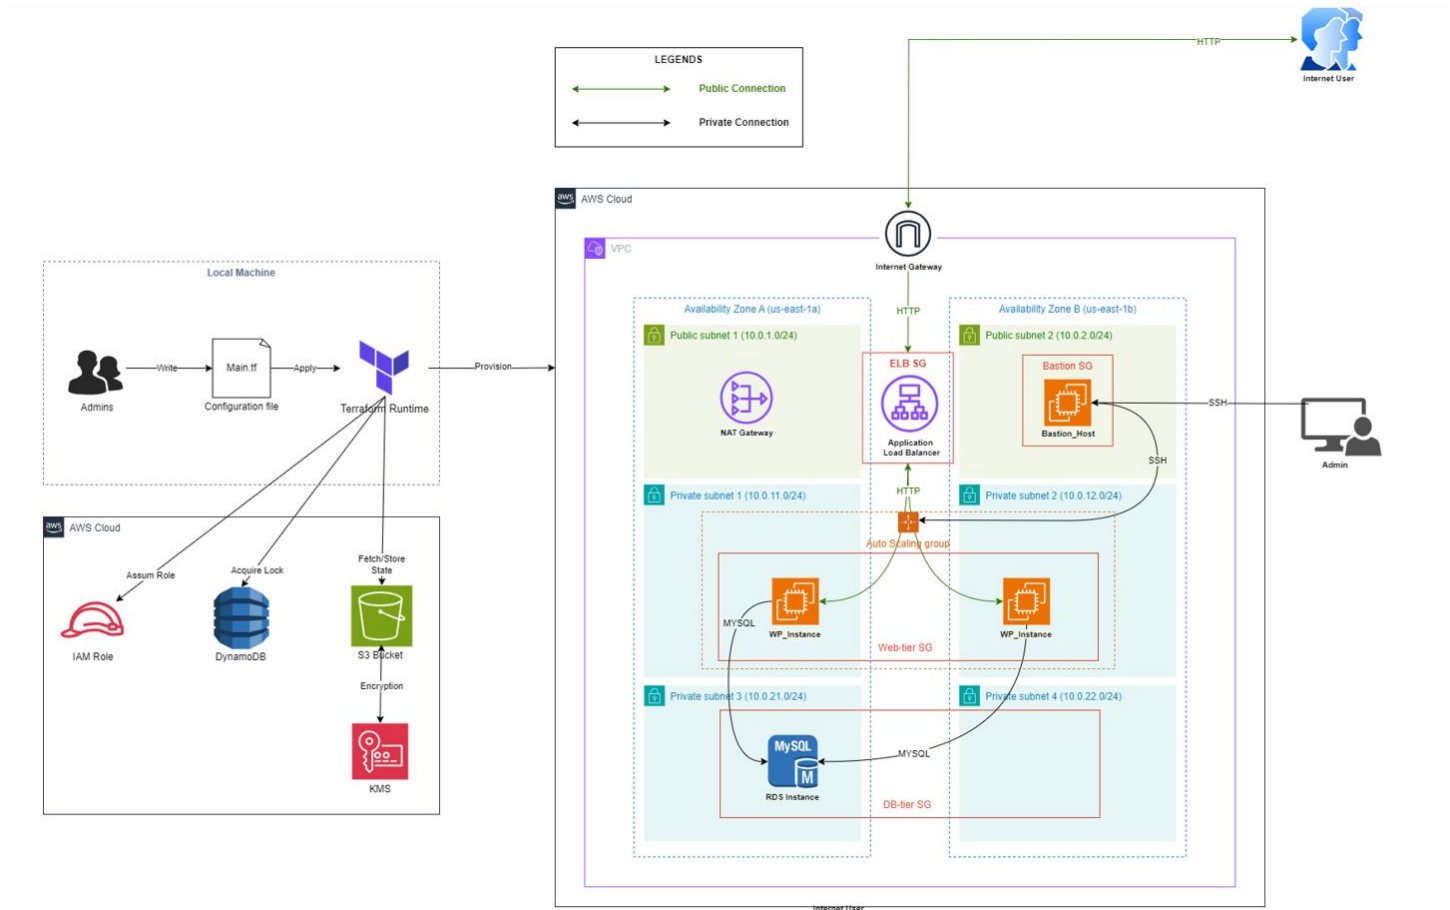 HTTP
Internet User
LEGENDS
Public Connection
Private Connection
aws
AWS Cloud
VPC
Internet Gateway
Local Machine
Admins
Write
Main.tf
Configuration file
Apply
Terraform Runtime
Provision
Availability Zone A (us-east-1a)
HTTP
Availability Zone B (us-east-1b)
Public subnet 1 (10.0.1.0/24)
Public subnet 2 (10.0.2.0/24)
ELB SG
Bastion SG
NAT Gateway
Application
Load Balancer
Bastion_Host
SSH
SSH
Admin
HTTP
Private subnet 1 (10.0.11.0/24)
Private subnet 2 (10.0.12.0/24)
Auto Scaling group
aws
AWS Cloud
Assum Role
Acquire Lock
Fetch/Store
State
IAM Role
DynamoDB
S3 Bucket
Encryption
KMS
MYSQL
WP_Instance
WP_Instance
Web-tier SG
Private subnet 3 (10.0.21.0/24)
Private subnet 4 (10.0.22.0/24)
MySQL
M
MYSQL
RDS Instance
DB-tier SG
Internet User